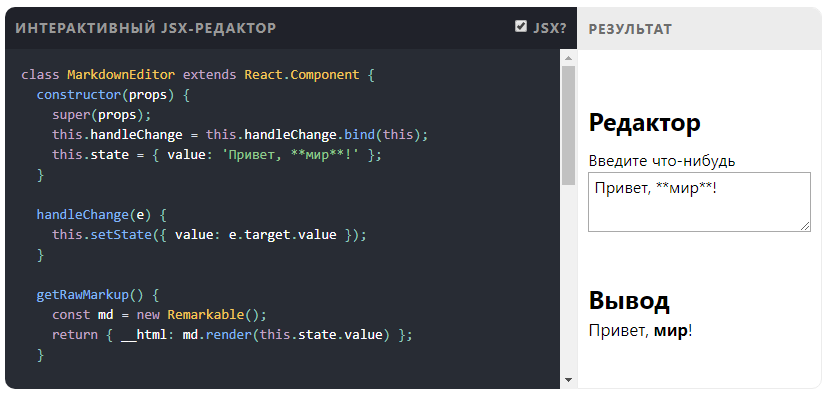 ИНТЕРАКТИВНЫЙ JSX-РЕДАКТОР
JSX?
class MarkdownEditor extends React.Component {
  constructor(props) {
    super(props);
    this.handleChange = this.handleChange.bind(this);
    this.state = { value: 'Привет, **мир**!' };
  }

  handleChange(e) {
    this.setState({ value: e.target.value });
  }

  getRawMarkup() {
    const md = new Remarkable();
    return { __html: md.render(this.state.value) };
  }
РЕЗУЛЬТАТ
Редактор
Введите что-нибудь
Привет, **мир**!
Вывод
Привет, мир!